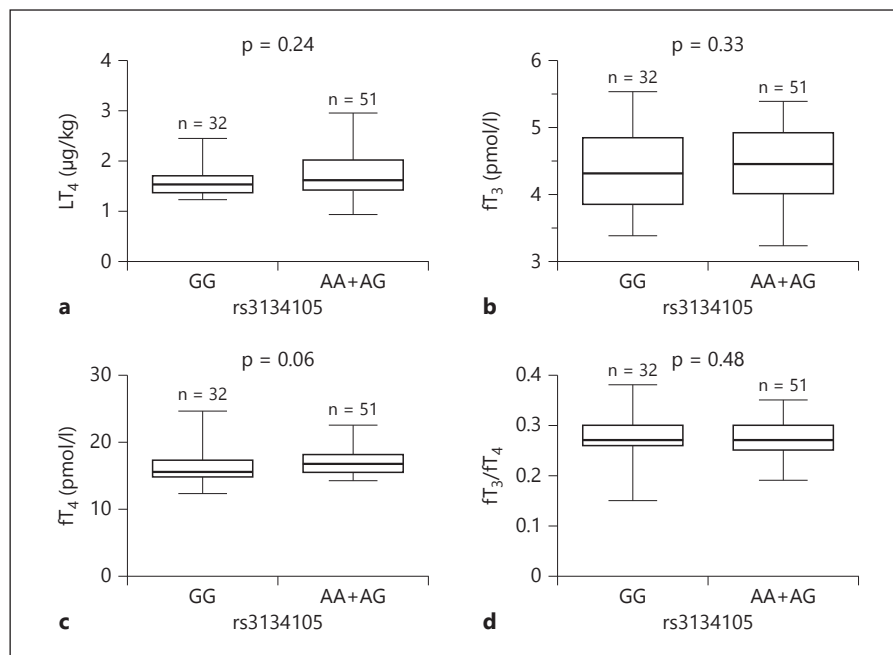 p = 0.24
4
3
2
1
0
LT4 (µg/kg)
n = 32
n = 51
GG
AA+AG
a
rs3134105
p = 0.33
6
5
4
3
fT3 (pmol/l)
n = 32
n = 51
GG
AA+AG
b
rs3134105
p = 0.06
30
20
10
0
fT4 (pmol/l)
n = 32
n = 51
GG
AA+AG
c
rs3134105
p = 0.48
0.4
0.3
0.2
0.1
0
fT3/fT4
n = 32
n = 51
GG
AA+AG
d
rs3134105